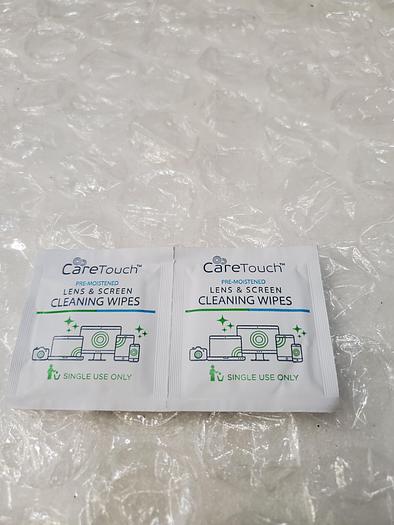 CareTouch™
PRE-MOISTENED
LENS & SCREEN
CLEANING WIPES
SINGLE USE ONLY
CareTouch™
PRE-MOISTENED
LENS & SCREEN
CLEANING WIPES
SINGLE USE ONLY